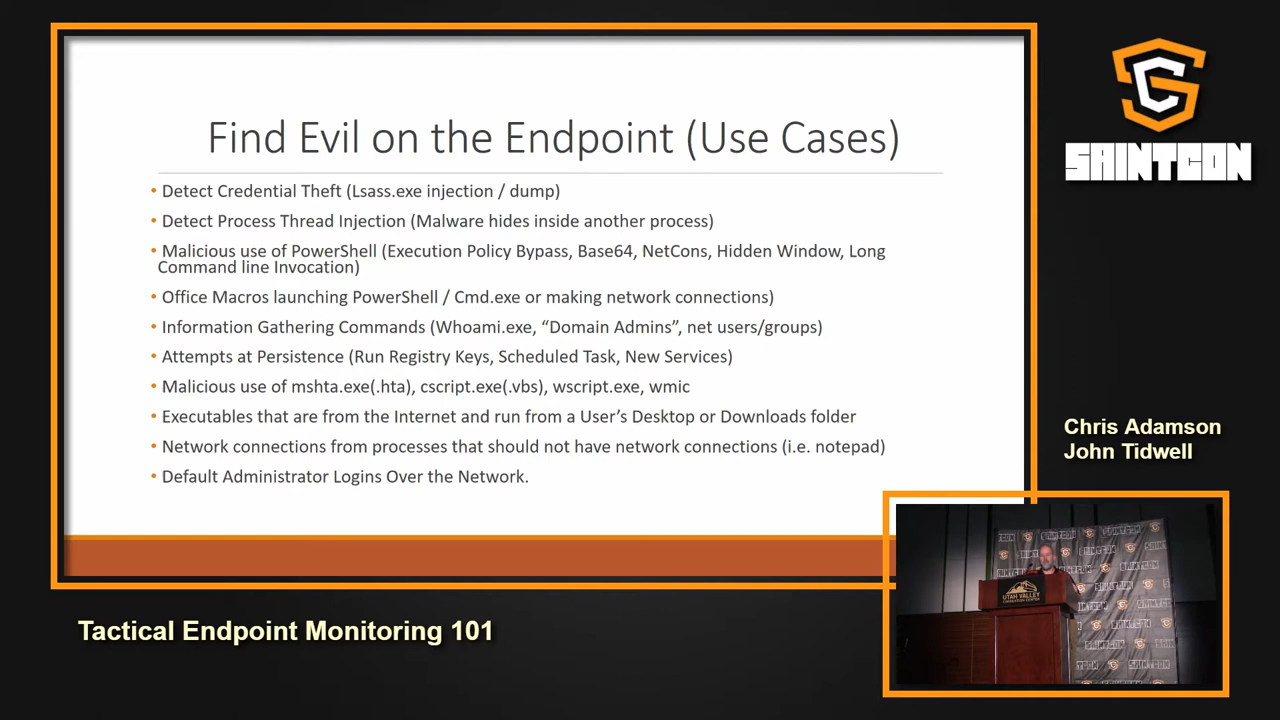 Find Evil on the Endpoint (Use Cases)
• Detect Credential Theft (Lsass.exe injection / dump)
• Detect Process Thread Injection (Malware hides inside another process)
• Malicious use of PowerShell (Execution Policy Bypass, Base64, NetCons, Hidden Window, Long
Command line Invocation)
• Office Macros launching PowerShell / Cmd.exe or making network connections)
• Information Gathering Commands (Whoami.exe, “Domain Admins”, net users/groups)
• Attempts at Persistence (Run Registry Keys, Scheduled Task, New Services)
• Malicious use of mshta.exe(.hta), cscript.exe(.vbs), wscript.exe, wmic
• Executables that are from the Internet and run from a User’s Desktop or Downloads folder
• Network connections from processes that should not have network connections (i.e. notepad)
• Default Administrator Logins Over the Network.
SAINTCON
Chris Adamson
John Tidwell
UTAH VALLEY
Tactical Endpoint Monitoring 101